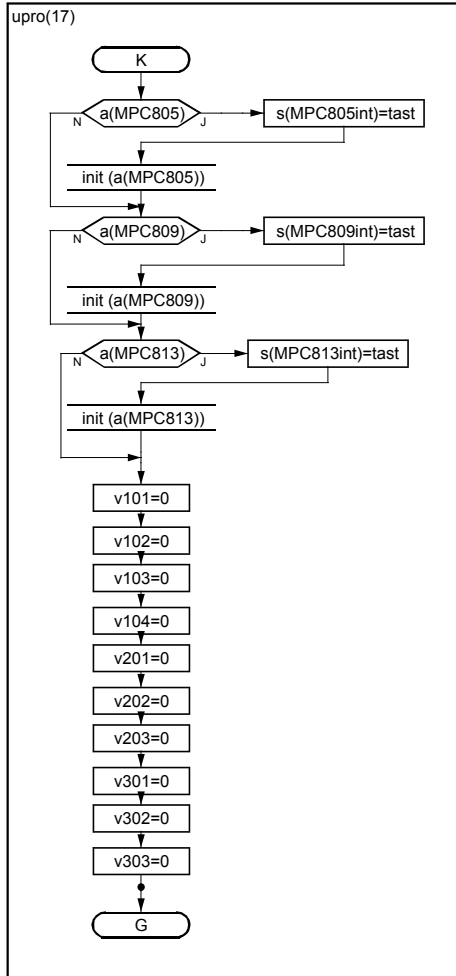 upro(17)
K
a(MPC805)
N
J
s(MPC805int)=tast
init (a(MPC805))
a(MPC809)
N
J
s(MPC809int)=tast
init (a(MPC809))
a(MPC813)
N
J
s(MPC813int)=tast
init (a(MPC813))
v101=0
v102=0
v103=0
v104=0
v201=0
v202=0
v203=0
v301=0
v302=0
v303=0
G